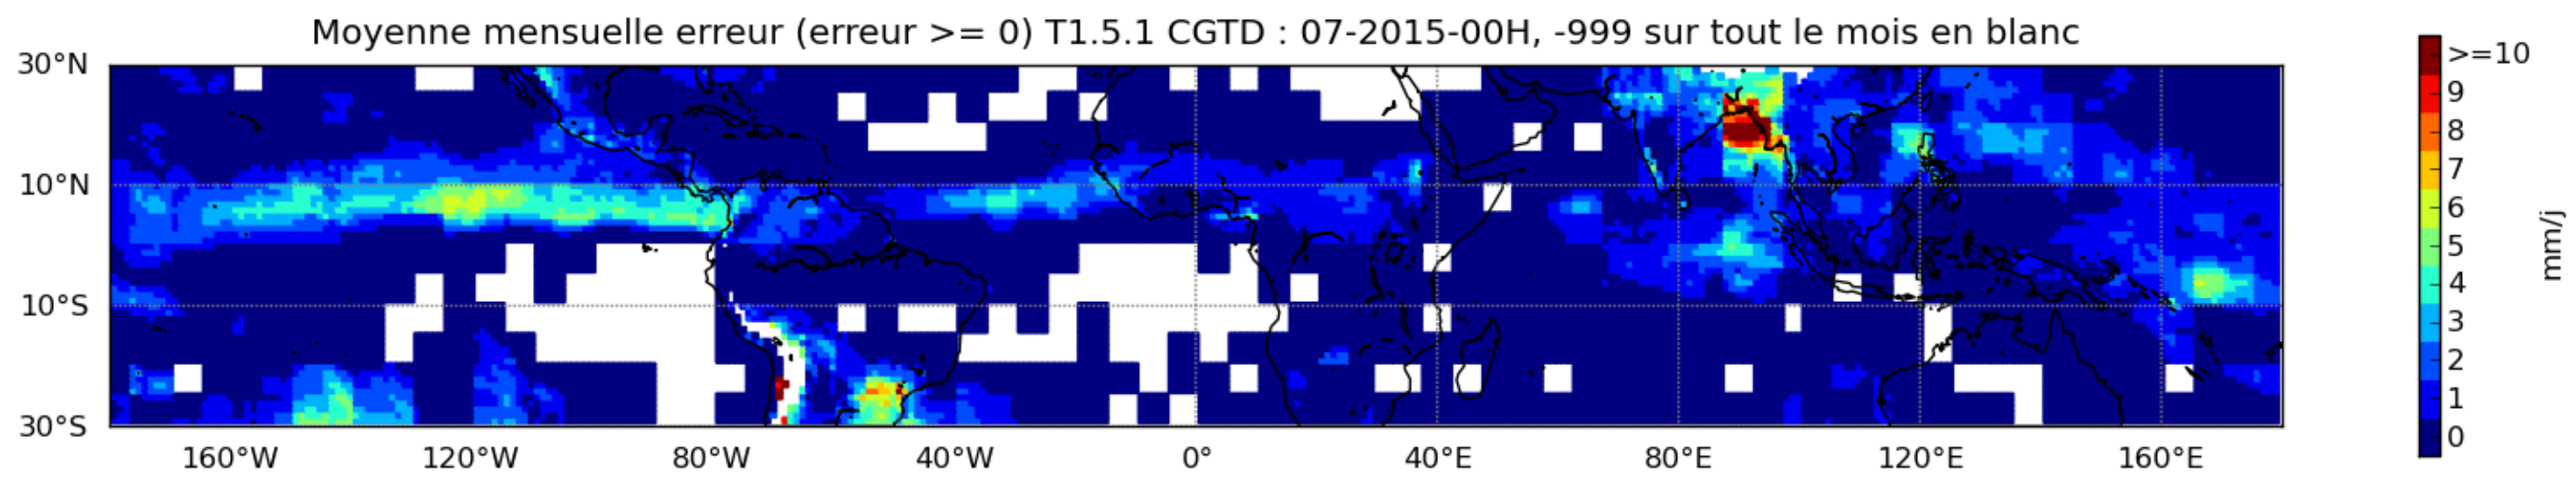 Moyenne mensuelle erreur (erreur >= 0) T1.5.1 CGTD : 07-2015-00H, -999 sur tout le mois en blanc
30°N
10°N
10°S
30°S
160°W 120°W 80°W 40°W 0° 40°E 80°E 120°E 160°E
>=10
9
8
7
6
5
4
3
2
1
0
mm/j